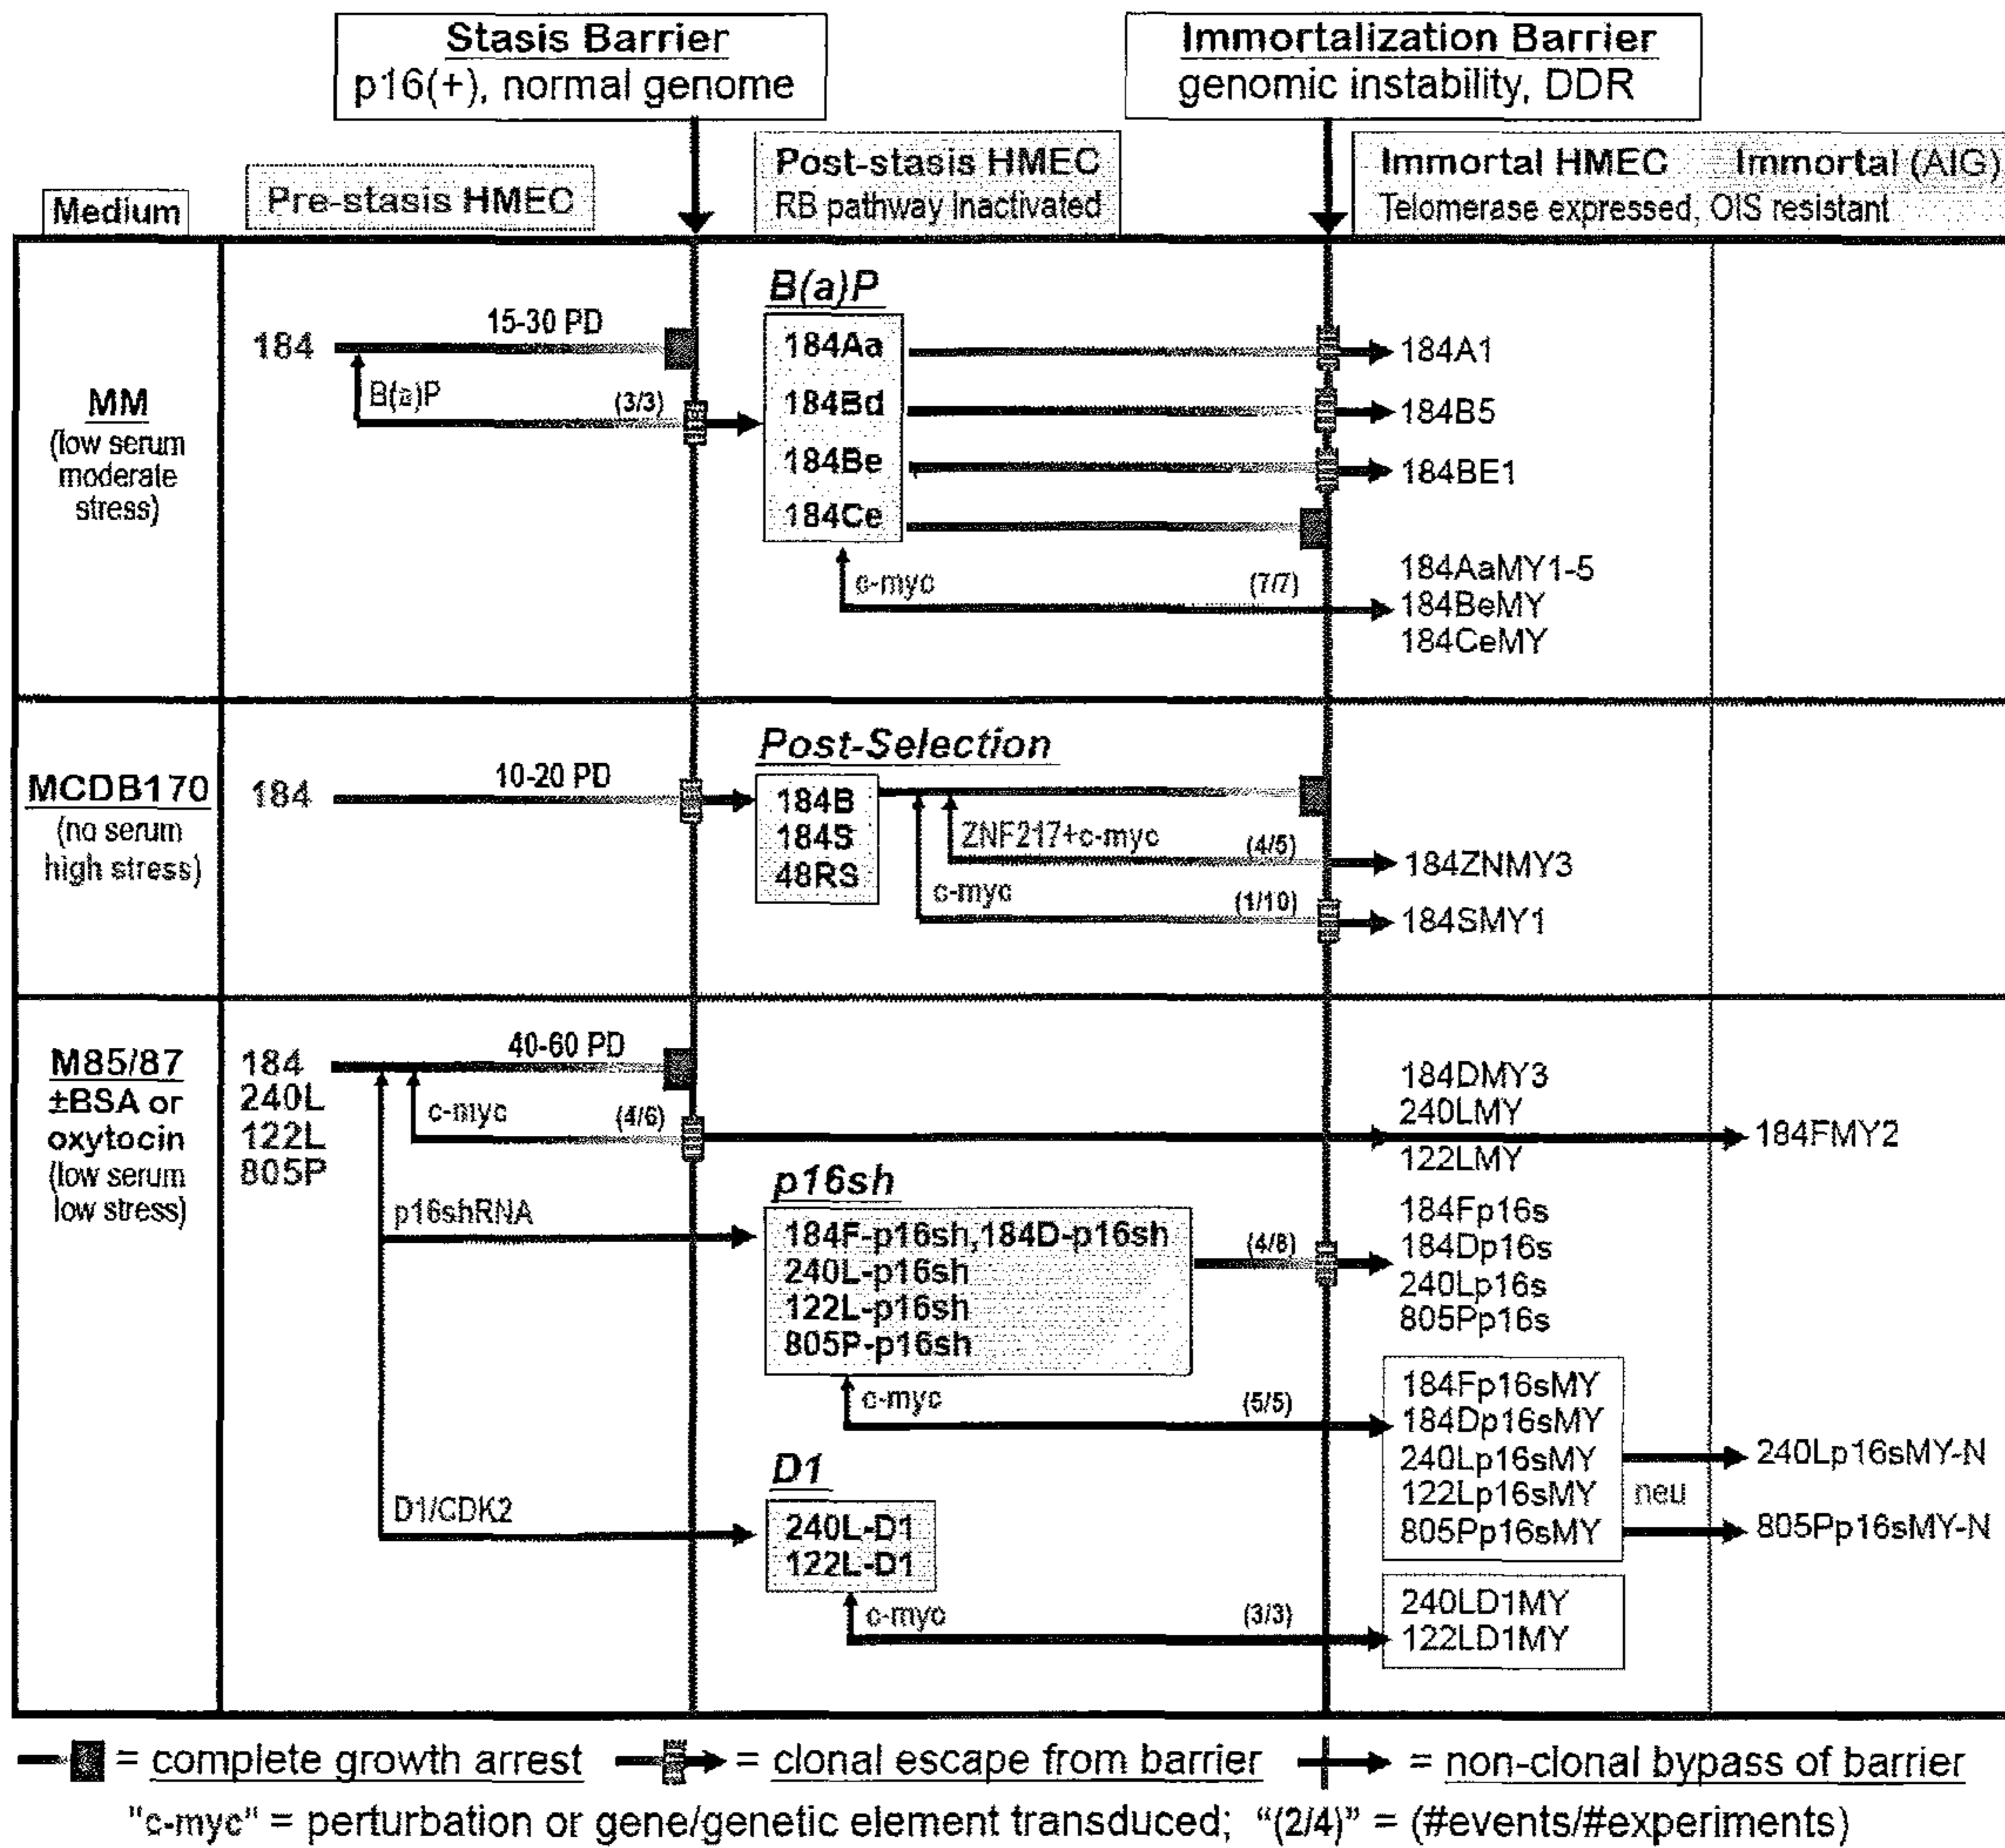 Stasis Barrier
p16(+), normal genome
Immortalization Barrier
genomic instability, DDR
Medium
Pre-stasis HMEC
Post-stasis HMEC
RB pathway inactivated
Immortal HMEC Immortal (AIG)
Telomerase expressed, OIS resistant
MM
(low serum
moderate
stress)
184
15-30 PD
B(a)P
(3/3)
B(a)P
184Aa
184Bd
184Be
184Ce
c-myc
(7/7)
184A1
184B5
184BE1
184AaMY1-5
184BeMY
184CeMY
MCDB170
(no serum
high stress)
184
10-20 PD
Post-Selection
184B
184S
48RS
ZNF217+c-myc
(4/5)
c-myc
(1/10)
184ZNMY3
184SMY1
M85/87
±BSA or
oxytocin
(low serum
low stress)
184
240L
122L
805P
40-60 PD
c-myc
(4/6)
p16shRNA
D1/CDK2
p16sh
184F-p16sh,184D-p16sh
240L-p16sh
122L-p16sh
805P-p16sh
(4/8)
c-myc
(5/5)
D1
240L-D1
122L-D1
c-myc
(3/3)
184DMY3
240LMY
122LMY
184FMY2
184Fp16s
184Dp16s
240Lp16s
805Pp16s
184Fp16sMY
184Dp16sMY
240Lp16sMY
122Lp16sMY
805Pp16sMY
neu
240Lp16sMY-N
805Pp16sMY-N
240LD1MY
122LD1MY
= complete growth arrest
= clonal escape from barrier
= non-clonal bypass of barrier
"c-myc" = perturbation or gene/genetic element transduced; "(2/4)" = (#events/#experiments)